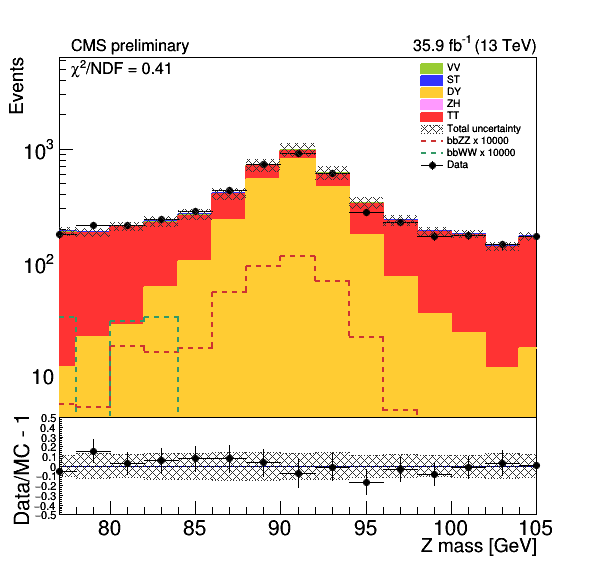 CMS preliminary 35.9 fb⁻¹ (13 TeV)
χ²/NDF = 0.41
Events
VV
ST
DY
ZH
TT
Total uncertainty
bbZZ x 10000
bbWW x 10000
Data
10³
10²
10
Data/MC - 1
0.5
0.4
0.3
0.2
0.1
0
−0.1
−0.2
−0.3
−0.4
−0.5
80 85 90 95 100 105
Z mass [GeV]